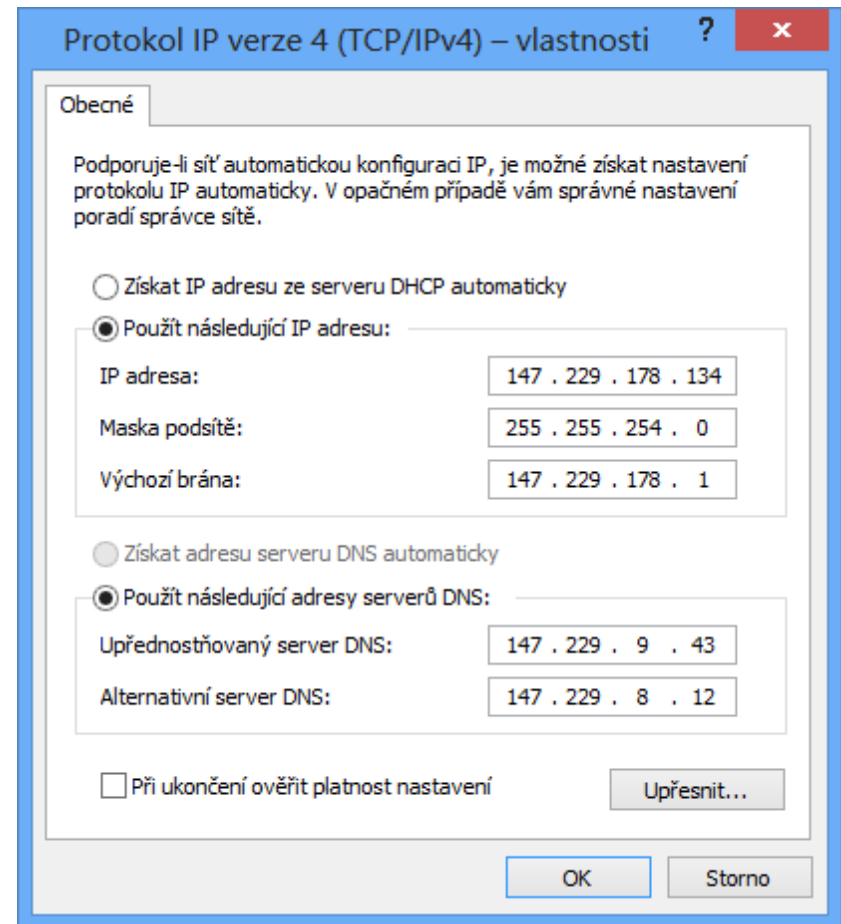 Protokol IP verze 4 (TCP/IPv4) – vlastnosti ?
Obecné
Podporuje-li síť automatickou konfiguraci IP, je možné získat nastavení
protokolu IP automaticky. V opačném případě vám správné nastavení
poradí správce sítě.
Získat IP adresu ze serveru DHCP automaticky
Použít následující IP adresu:
IP adresa: 147 . 229 . 178 . 134
Maska podsítě: 255 . 255 . 254 . 0
Výchozí brána: 147 . 229 . 178 . 1
Získat adresu serveru DNS automaticky
Použít následující adresy serverů DNS:
Upřednostňovaný server DNS: 147 . 229 . 9 . 43
Alternativní server DNS: 147 . 229 . 8 . 12
Při ukončení ověřit platnost nastavení Upřesnit...
OK Storno